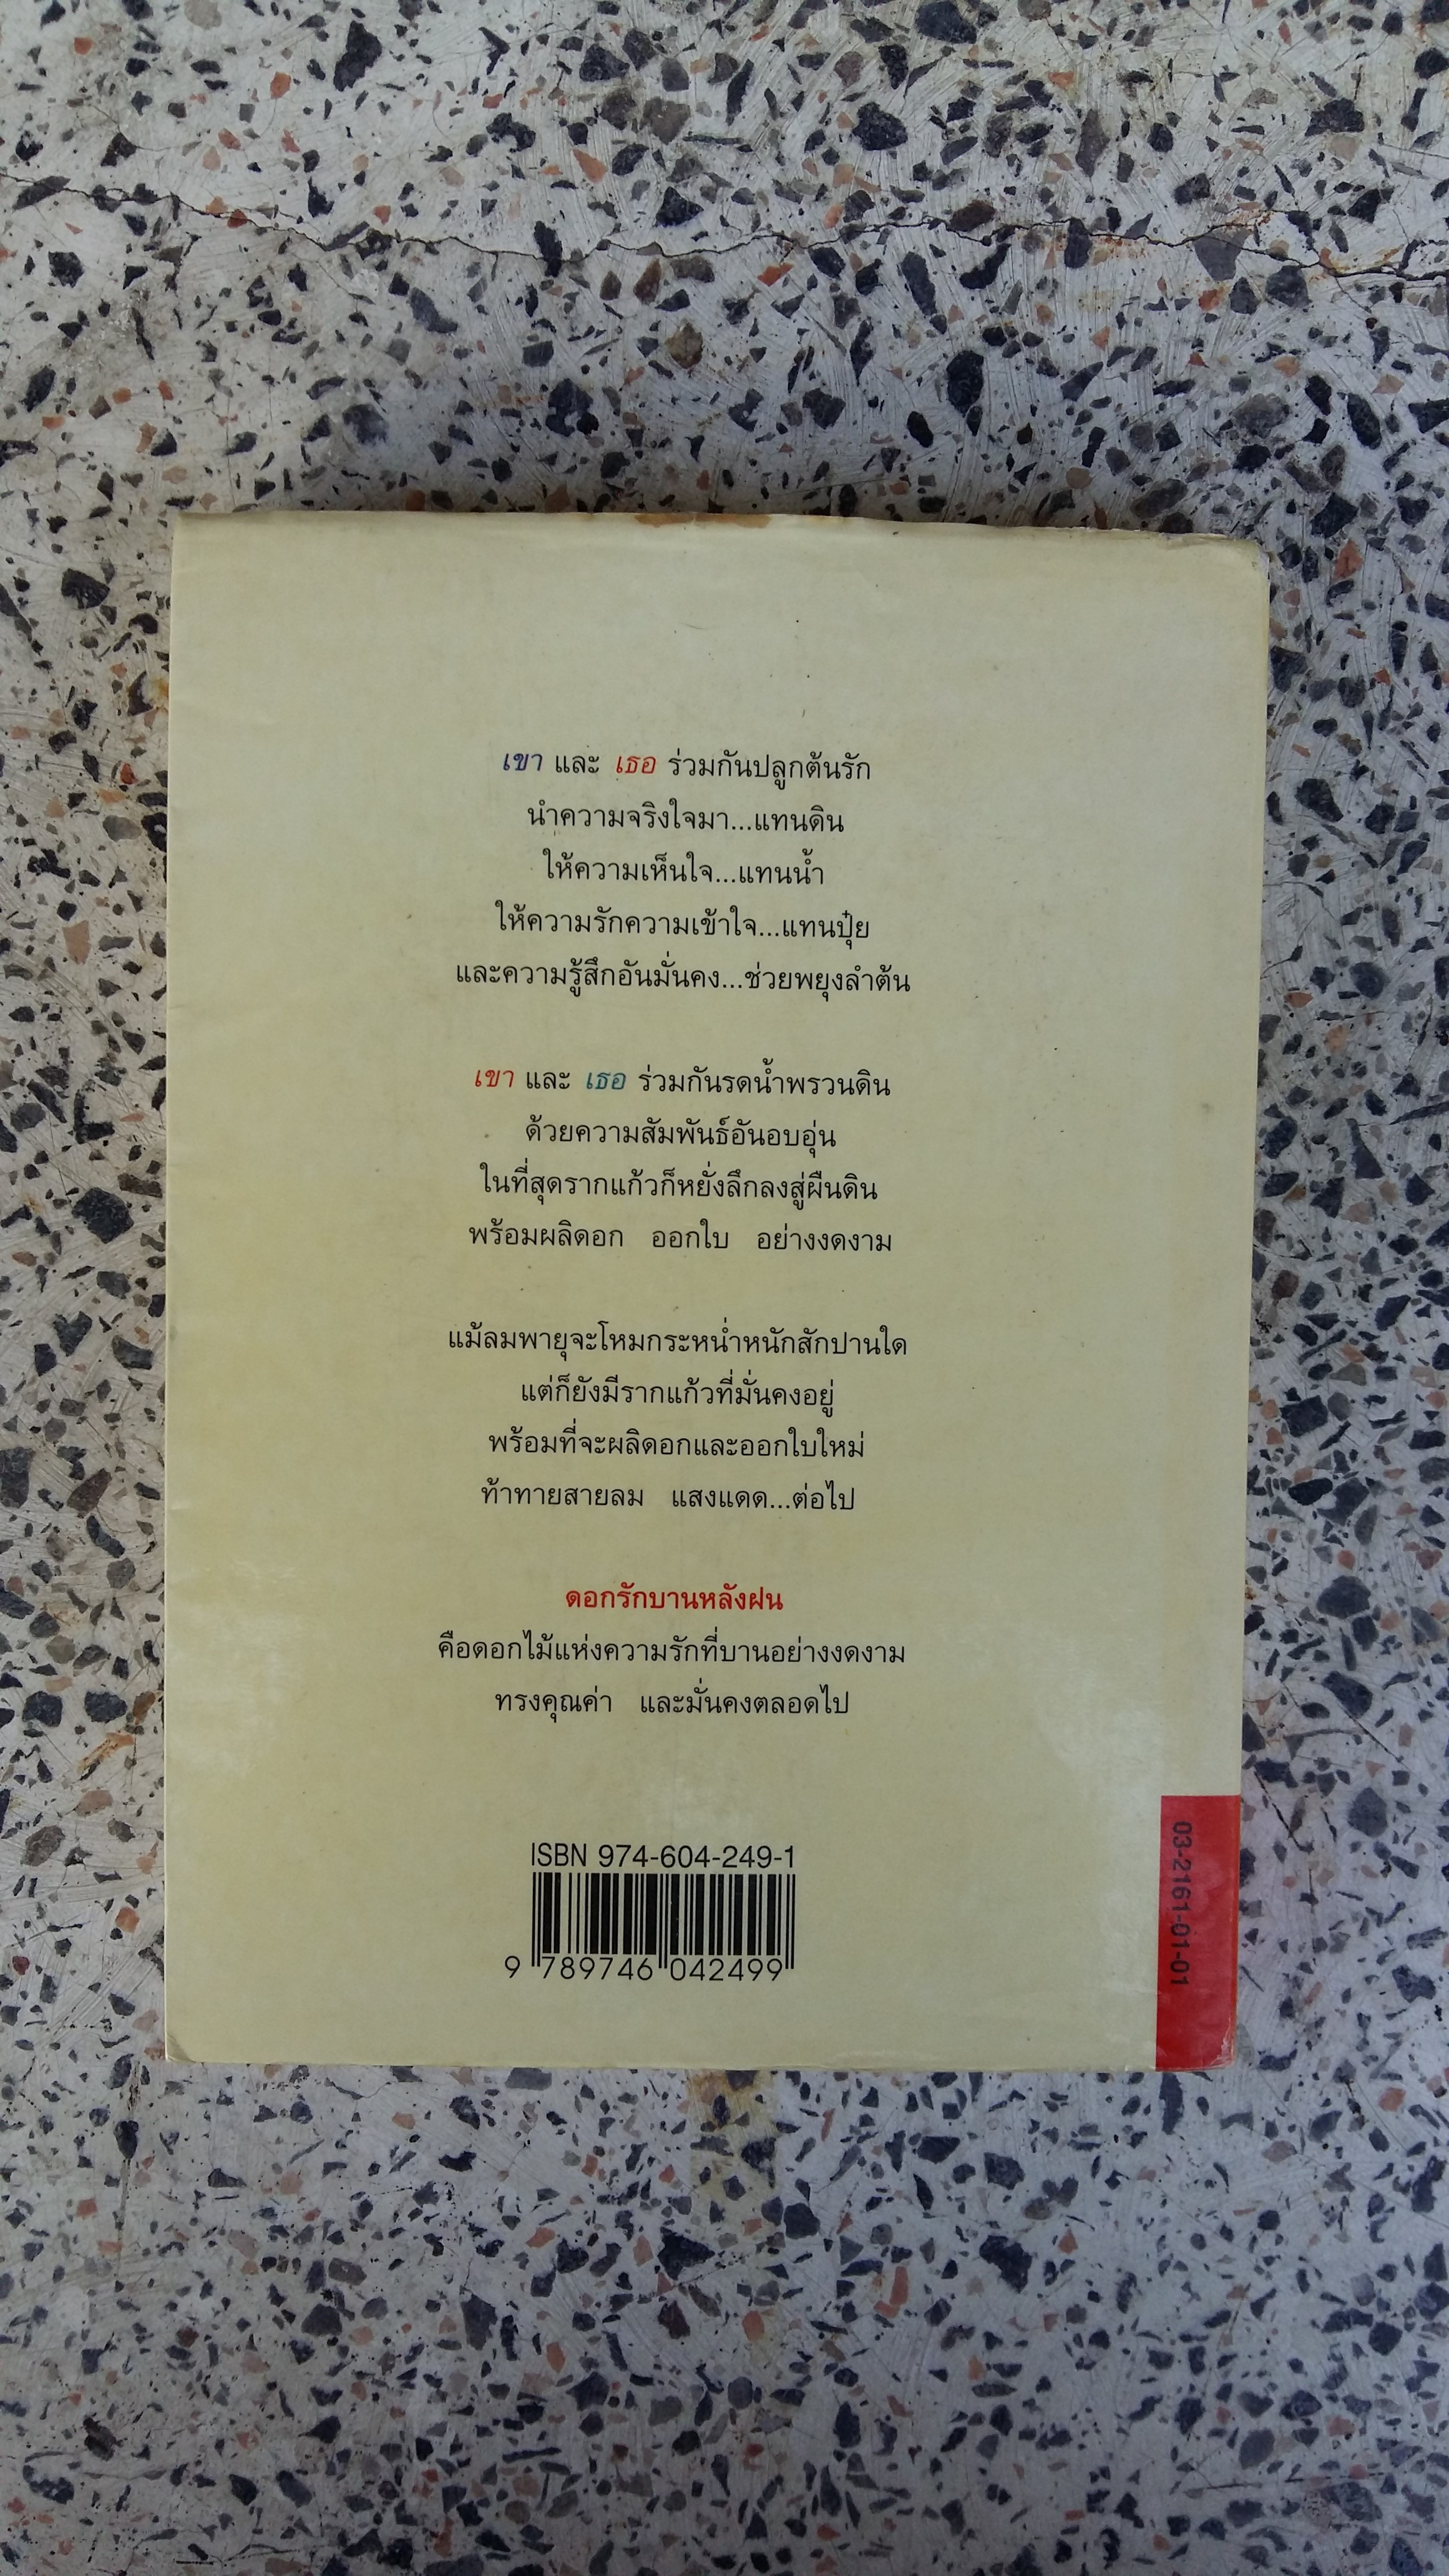 เขา และ เธอ ร่วมกันปลูกต้นรัก
นำความจริงใจมา...แทนดิน
ให้ความเห็นใจ...แทนน้ำ
ให้ความรักความเข้าใจ...แทนปุ๋ย
และความรู้สึกอันมั่นคง...ช่วยพยุงลำต้น
เขา และ เธอ ร่วมกันรดน้ำพรวนดิน
ด้วยความสัมพันธ์อันอบอุ่น
ในที่สุดรากแก้วก็หยั่งลึกลงสู่ผืนดิน
พร้อมผลิดอก ออกใบ อย่างงดงาม
แม้ลมพายุจะโหมกระหน่ำหนักสักปานใด
แต่ก็ยังมีรากแก้วที่มั่นคงอยู่
พร้อมที่จะผลิดอกและออกใบใหม่
ท้าทายสายลม แสงแดด...ต่อไป
ดอกรักบานหลังฝน
คือดอกไม้แห่งความรักที่บานอย่างงดงาม
ทรงคุณค่า และมั่นคงตลอดไป
ISBN 974-604-249-1
9 789746 042499
03-2161-01-01